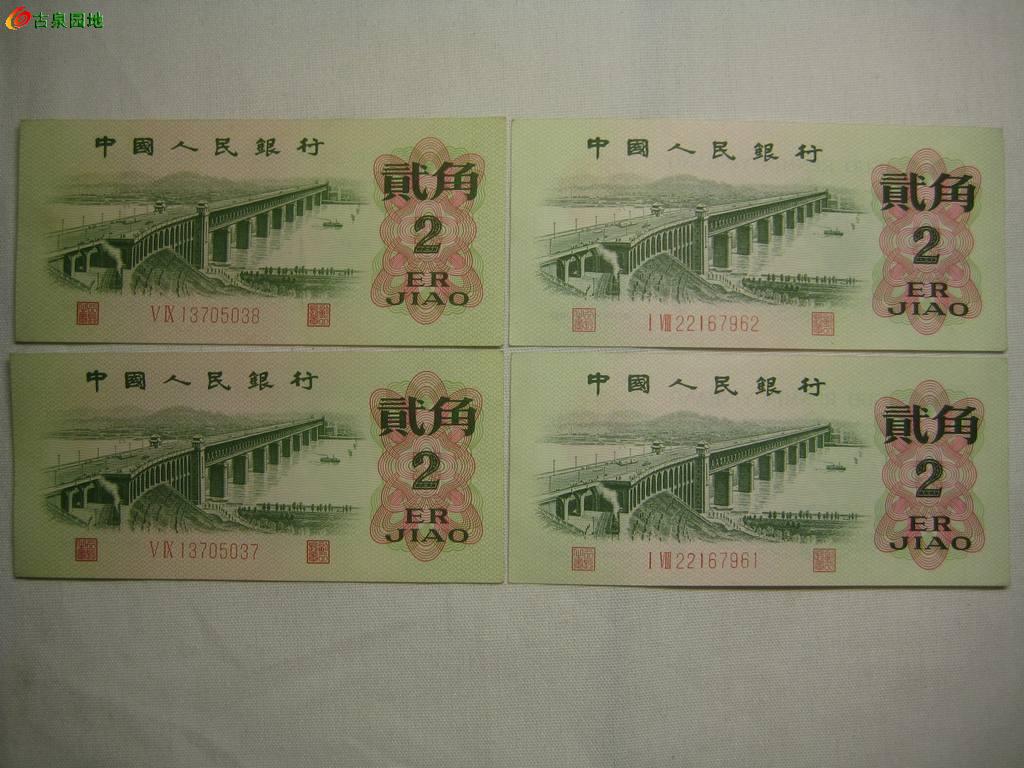 古泉园地
中國人民銀行
貳角
2
ER
JIAO
V IX 13705038
中國人民銀行
貳角
2
ER
JIAO
I VIII 22167962
中國人民銀行
貳角
2
ER
JIAO
V IX 13705037
中國人民銀行
貳角
2
ER
JIAO
I VIII 22167961